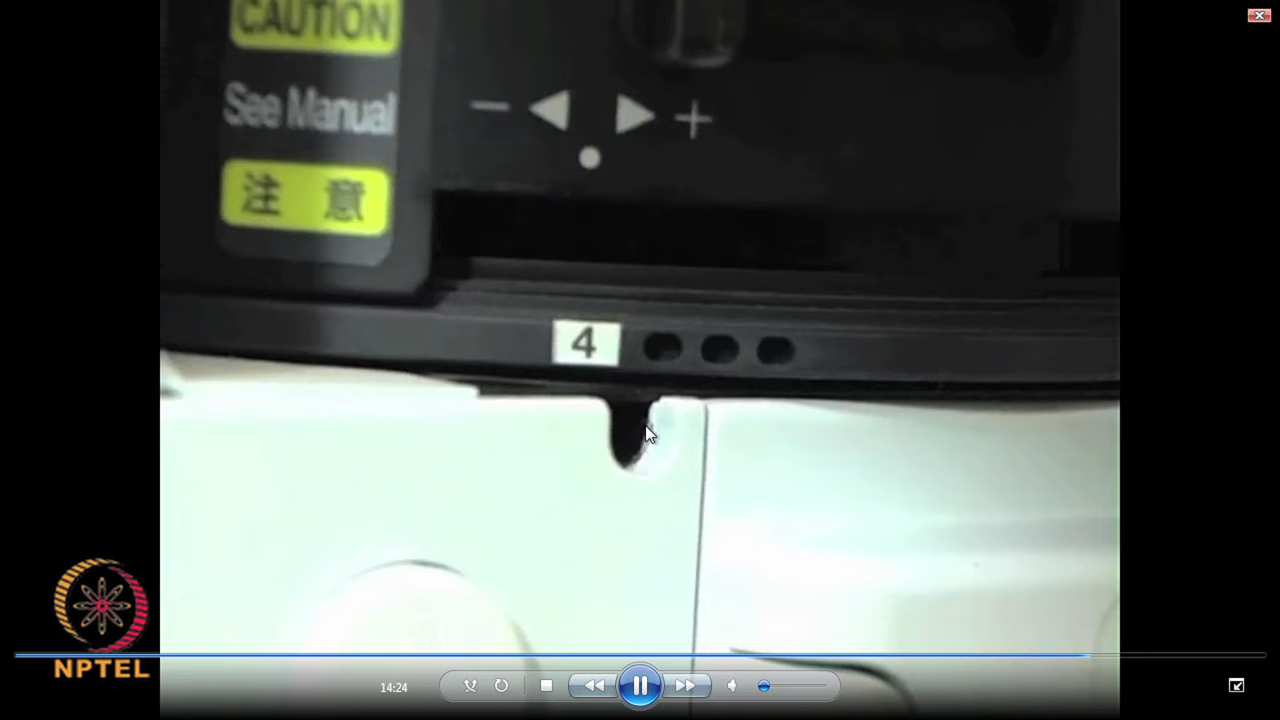 CAUTION
See Manual
− ◀ ▶ +
注 意
4
NPTEL
14:24